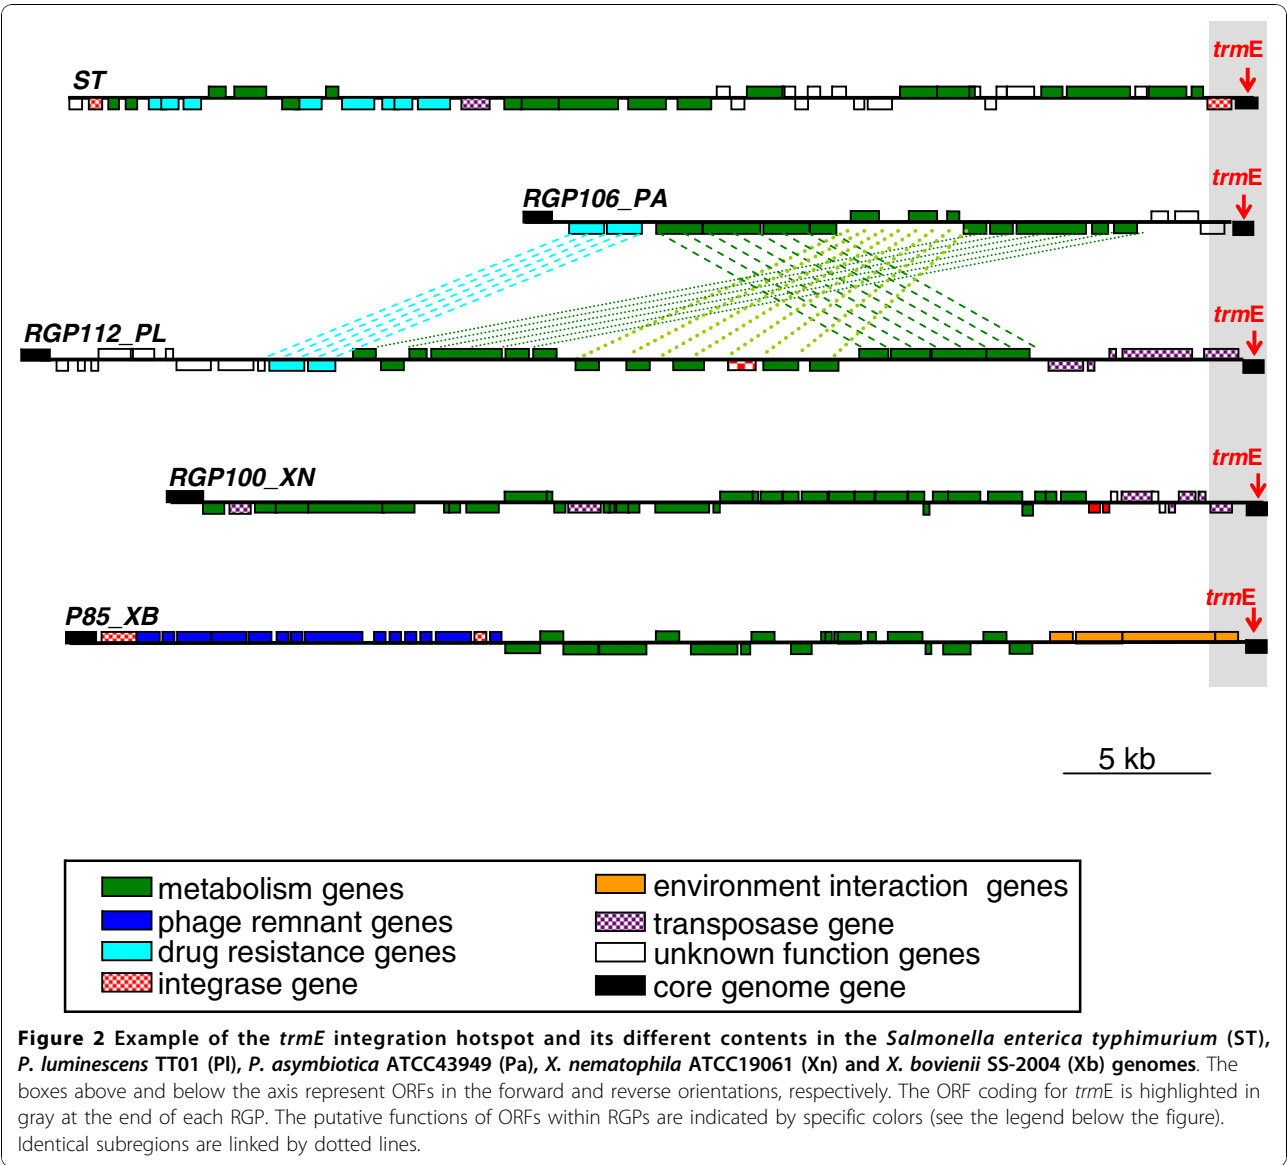 trmE
ST
RGP106_PA
trmE
RGP112_PL
trmE
RGP100_XN
trmE
P85_XB
trmE
5 kb
metabolism genes
phage remnant genes
drug resistance genes
integrase gene
environment interaction genes
transposase gene
unknown function genes
core genome gene
Figure 2 Example of the trmE integration hotspot and its different contents in the Salmonella enterica typhimurium (ST),
P. luminescens TT01 (Pl), P. asymbiotica ATCC43949 (Pa), X. nematophila ATCC19061 (Xn) and X. bovienii SS-2004 (Xb) genomes. The
boxes above and below the axis represent ORFs in the forward and reverse orientations, respectively. The ORF coding for trmE is highlighted in
gray at the end of each RGP. The putative functions of ORFs within RGPs are indicated by specific colors (see the legend below the figure).
Identical subregions are linked by dotted lines.